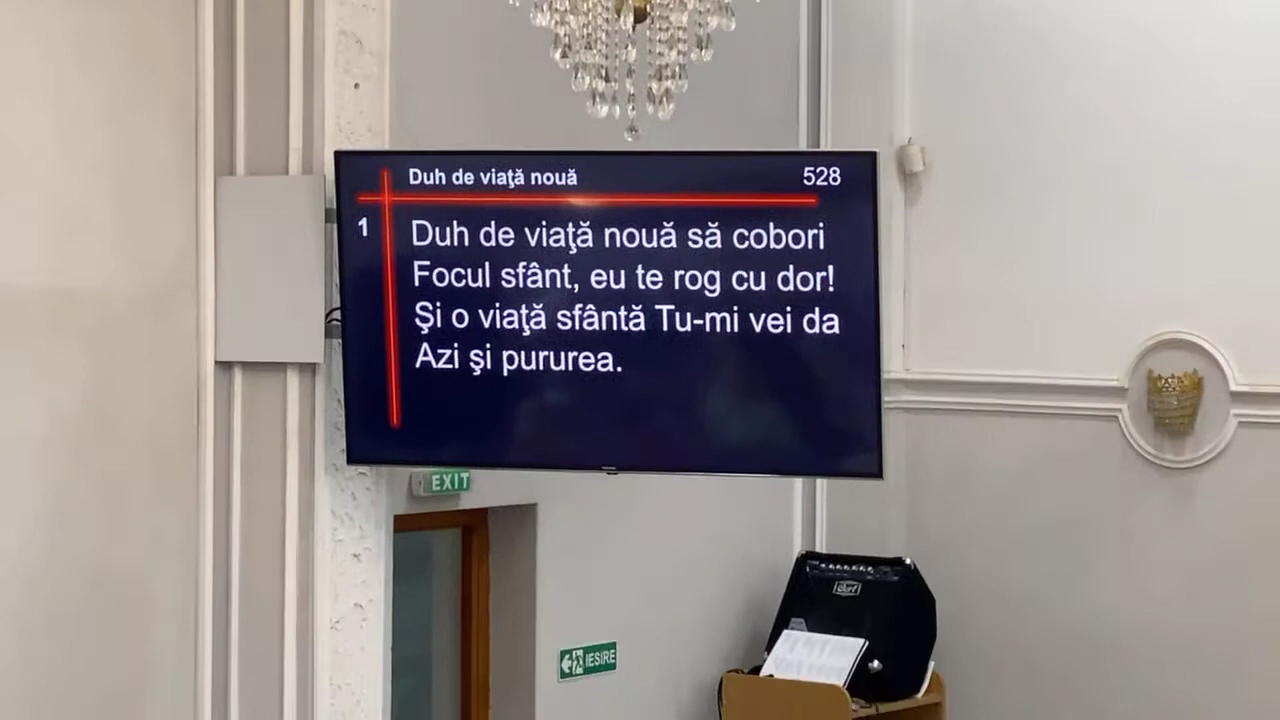 Duh de viaţă nouă
528
1
Duh de viaţă nouă să cobori
Focul sfânt, eu te rog cu dor!
Şi o viaţă sfântă Tu-mi vei da
Azi şi pururea.
EXIT
IESIRE